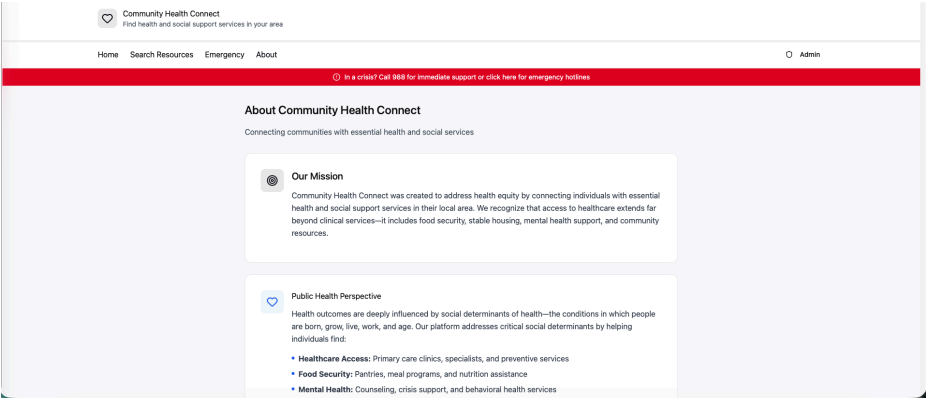 Community Health Connect
Find health and social support services in your area
Home Search Resources Emergency About Admin
In a crisis? Call 988 for immediate support or click here for emergency hotlines
About Community Health Connect
Connecting communities with essential health and social services
Our Mission
Community Health Connect was created to address health equity by connecting individuals with essential
health and social support services in their local area. We recognize that access to healthcare extends far
beyond clinical services—it includes food security, stable housing, mental health support, and community
resources.
Public Health Perspective
Health outcomes are deeply influenced by social determinants of health—the conditions in which people
are born, grow, live, work, and age. Our platform addresses critical social determinants by helping
individuals find:
• Healthcare Access: Primary care clinics, specialists, and preventive services
• Food Security: Pantries, meal programs, and nutrition assistance
• Mental Health: Counseling, crisis support, and behavioral health services